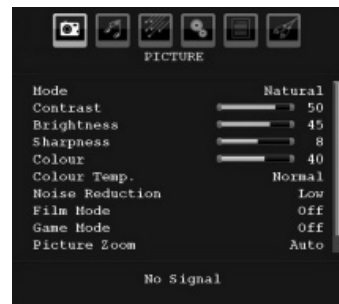 PICTURE
Mode Natural
Contrast 50
Brightness 45
Sharpness 8
Colour 40
Colour Temp. Normal
Noise Reduction Low
Film Mode Off
Game Mode Off
Picture Zoom Auto
No Signal